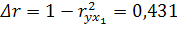 Δr = 1 − r²yx₁ = 0,431